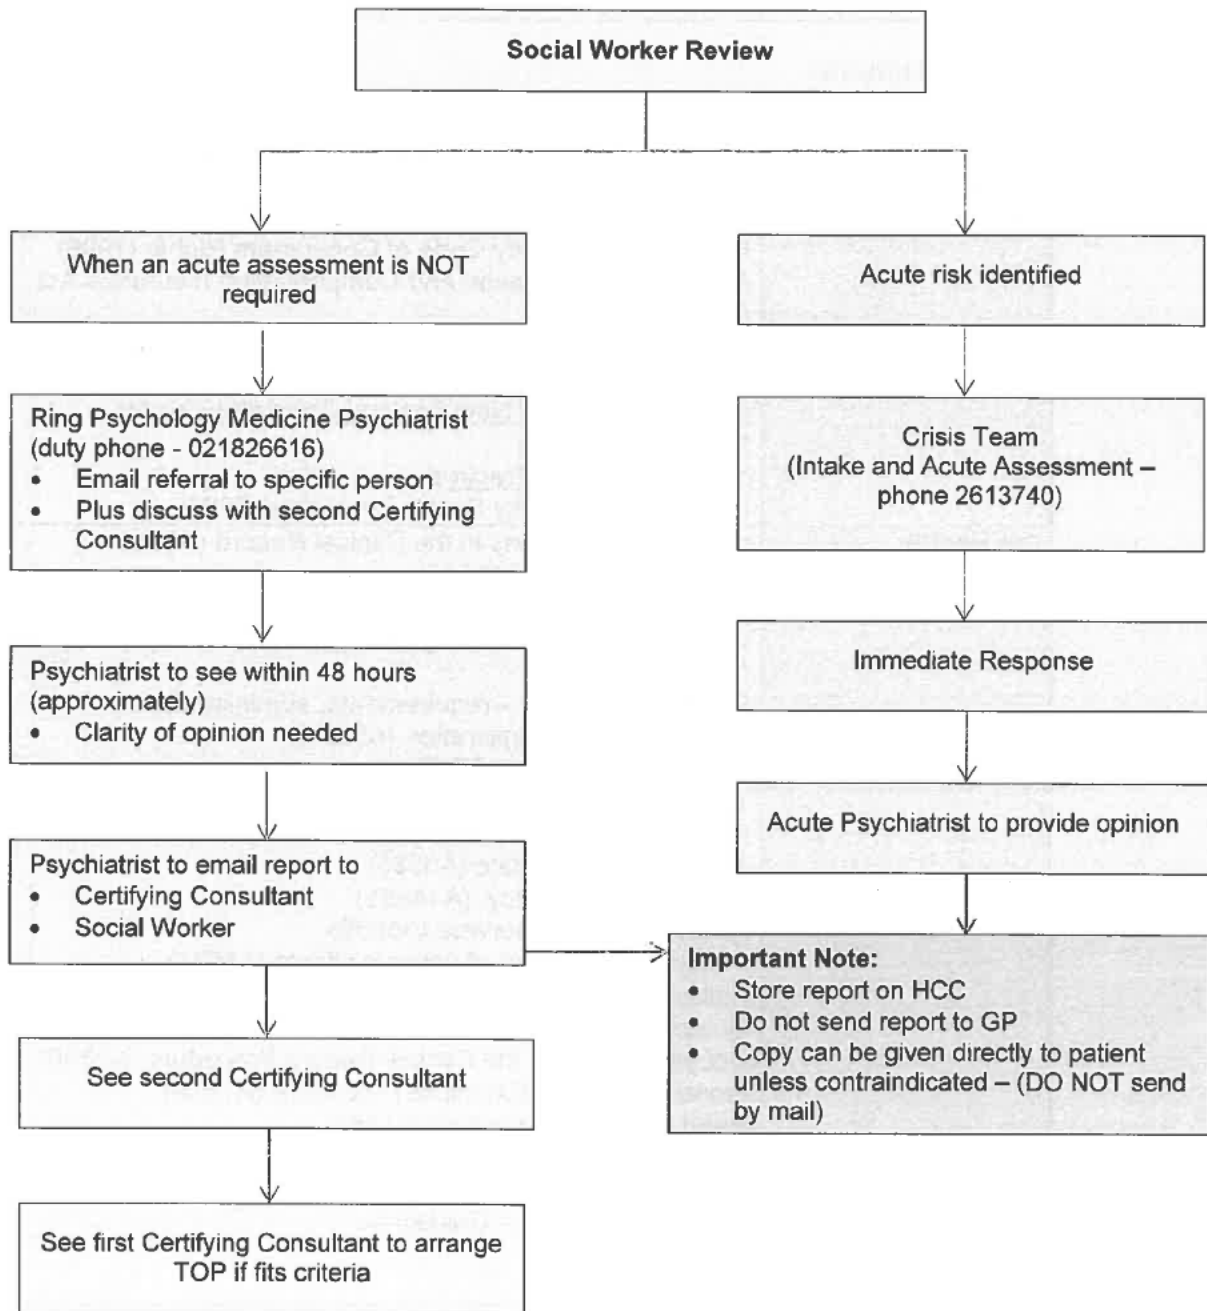 Social Worker Review
When an acute assessment is NOT
required
Acute risk identified
Ring Psychology Medicine Psychiatrist
(duty phone - 021826616)
• Email referral to specific person
• Plus discuss with second Certifying
Consultant
Crisis Team
(Intake and Acute Assessment –
phone 2613740)
Psychiatrist to see within 48 hours
(approximately)
• Clarity of opinion needed
Immediate Response
Psychiatrist to email report to
• Certifying Consultant
• Social Worker
Acute Psychiatrist to provide opinion
Important Note:
• Store report on HCC
• Do not send report to GP
• Copy can be given directly to patient
unless contraindicated – (DO NOT send
by mail)
See second Certifying Consultant
See first Certifying Consultant to arrange
TOP if fits criteria